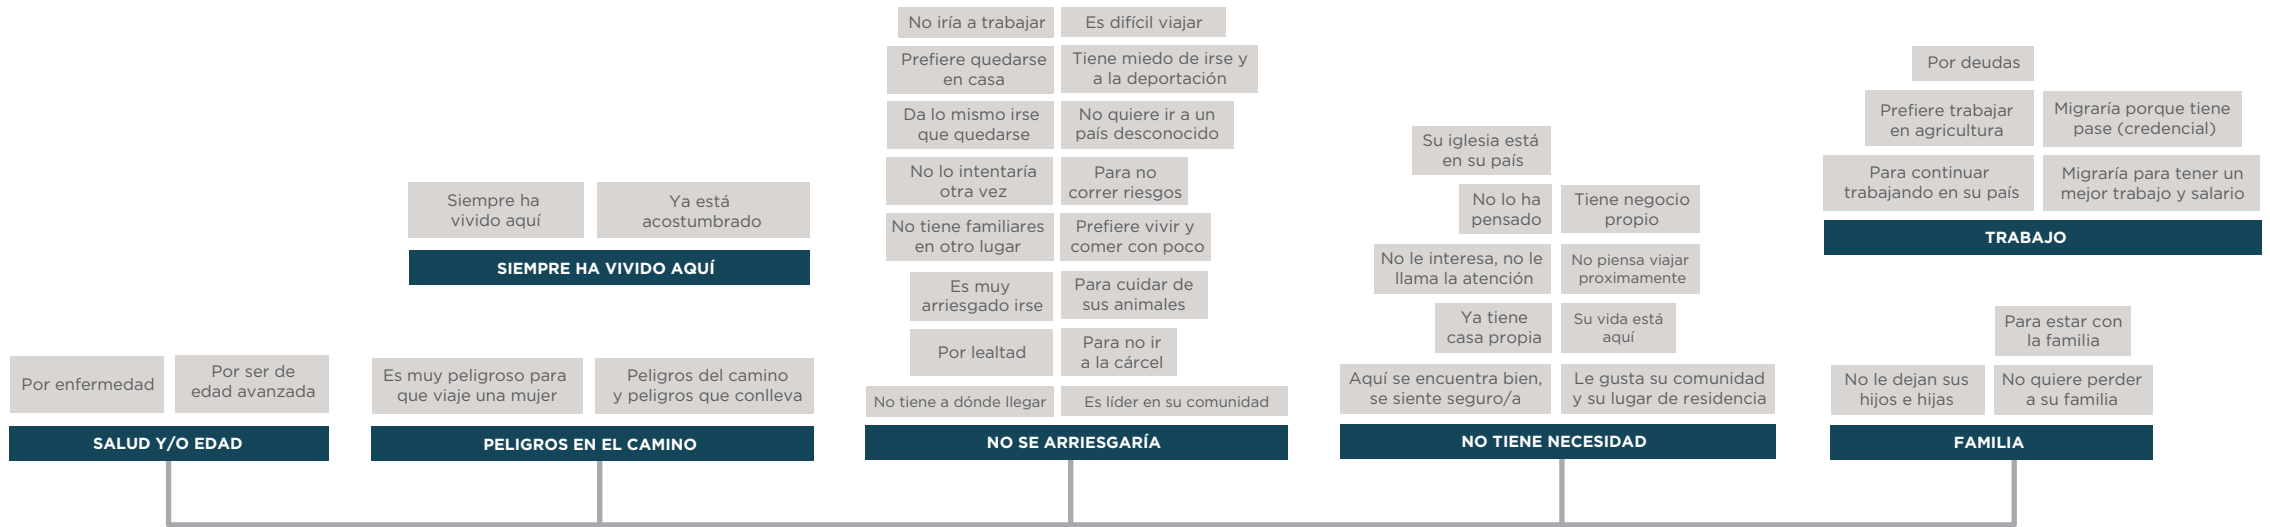 Siempre ha
vivido aquí
Ya está
acostumbrado
SIEMPRE HA VIVIDO AQUÍ
Por enfermedad
Por ser de
edad avanzada
SALUD Y/O EDAD
Es muy peligroso para
que viaje una mujer
Peligros del camino
y peligros que conlleva
PELIGROS EN EL CAMINO
No iría a trabajar
Es difícil viajar
Prefiere quedarse
en casa
Tiene miedo de irse y
a la deportación
Da lo mismo irse
que quedarse
No quiere ir a un
país desconocido
No lo intentaría
otra vez
Para no
correr riesgos
No tiene familiares
en otro lugar
Prefiere vivir y
comer con poco
Es muy
arriesgado irse
Para cuidar de
sus animales
Por lealtad
Para no ir
a la cárcel
No tiene a dónde llegar
Es líder en su comunidad
NO SE ARRIESGARÍA
Su iglesia está
en su país
No lo ha
pensado
Tiene negocio
propio
No le interesa, no le
llama la atención
No piensa viajar
proximamente
Ya tiene
casa propia
Su vida está
aquí
Aquí se encuentra bien,
se siente seguro/a
Le gusta su comunidad
y su lugar de residencia
NO TIENE NECESIDAD
Por deudas
Prefiere trabajar
en agricultura
Migraría porque tiene
pase (credencial)
Para continuar
trabajando en su país
Migraría para tener un
mejor trabajo y salario
TRABAJO
Para estar con
la familia
No le dejan sus
hijos e hijas
No quiere perder
a su familia
FAMILIA